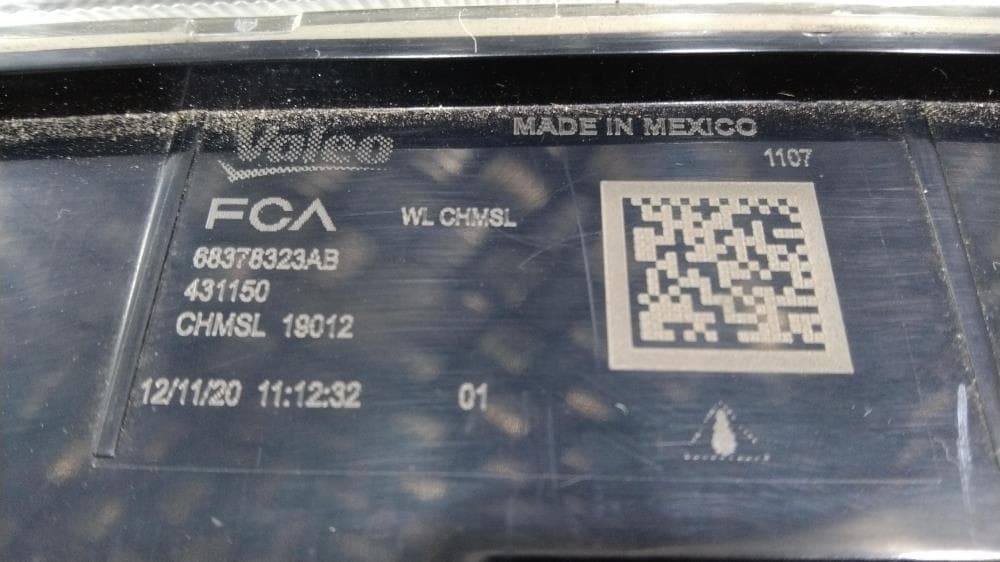 Valeo
MADE IN MEXICO
1107
FCA
WL CHMSL
68378323AB
431150
CHMSL 19012
12/11/20 11:12:32
01